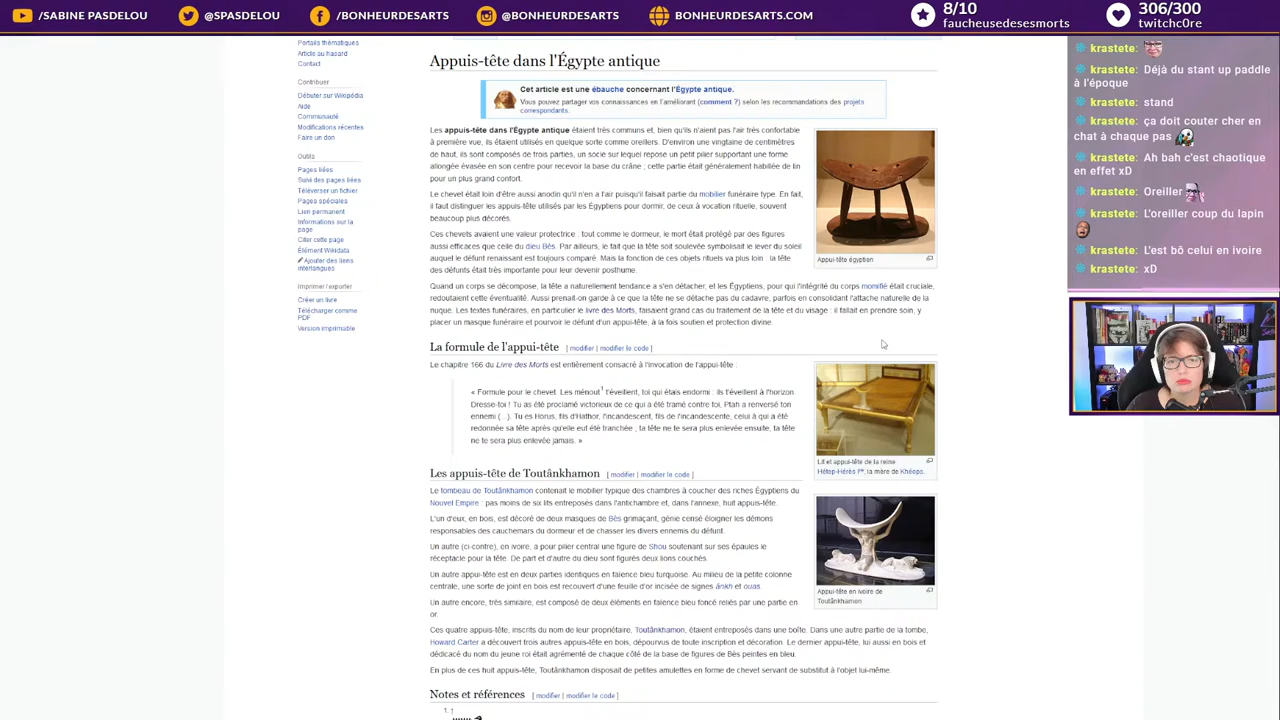 /SABINE PASDELOU
@SPASDELOU
/BONHEURDESARTS
@BONHEURDESARTS
BONHEURDESARTS.COM
8/10
faucheusedesesmorts
306/300
twitchc0re
Portails thématiques
Article au hasard
Contact
Contribuer
Débuter sur Wikipédia
Aide
Communauté
Modifications récentes
Faire un don
Outils
Pages liées
Suivi des pages liées
Téléverser un fichier
Pages spéciales
Lien permanent
Informations sur la
page
Citer cette page
Élément Wikidata
Ajouter des liens
interlangues
Imprimer / exporter
Créer un livre
Télécharger comme
PDF
Version imprimable
Appuis-tête dans l'Égypte antique
Cet article est une ébauche concernant l'Égypte antique.
Vous pouvez partager vos connaissances en l'améliorant (comment ?) selon les recommandations des projets
correspondants.
Les appuis-tête dans l'Égypte antique étaient très communs et, bien qu'ils n'aient pas l'air très confortable
à première vue, ils étaient utilisés en quelque sorte comme oreillers. D'environ une vingtaine de centimètres
de haut, ils sont composés de trois parties, un socle sur lequel repose un petit pilier supportant une forme
allongée évasée en son centre pour recevoir la base du crâne ; cette partie était généralement habillée de lin
pour un plus grand confort.
Le chevet était loin d'être aussi anodin qu'il n'en a l'air puisqu'il faisait partie du mobilier funéraire type. En fait,
il faut distinguer les appuis-tête utilisés par les Égyptiens pour dormir, de ceux à vocation rituelle, souvent
beaucoup plus décorés.
Ces chevets avaient une valeur protectrice : tout comme le dormeur, le mort était protégé par des figures
aussi efficaces que celle du dieu Bès. Par ailleurs, le fait que la tête soit soulevée symbolisait le lever du soleil
auquel le défunt renaissant est toujours comparé. Mais la fonction de ces objets rituels va plus loin : la tête
des défunts était très importante pour leur devenir posthume.
Quand un corps se décompose, la tête a naturellement tendance a s'en détacher, et les Égyptiens, pour qui l'intégrité du corps momifié était cruciale,
redoutaient cette éventualité. Aussi prenait-on garde à ce que la tête ne se détache pas du cadavre, parfois en consolidant l'attache naturelle de la
nuque. Les textes funéraires, en particulier le livre des Morts, faisaient grand cas du traitement de la tête et du visage : il fallait en prendre soin, y
placer un masque funéraire et pourvoir le défunt d'un appui-tête, à la fois soutien et protection divine.
Appui-tête égyptien
La formule de l'appui-tête [ modifier | modifier le code ]
Le chapitre 166 du Livre des Morts est entièrement consacré à l'invocation de l'appui-tête :
« Formule pour le chevet. Les ménout1 t'éveillent, toi qui étais endormi ; ils t'éveillent à l'horizon.
Dresse-toi ! Tu as été proclamé victorieux de ce qui a été tramé contre toi, Ptah a renversé ton
ennemi (...). Tu es Horus, fils d'Hathor, l'incandescent, fils de l'incandescente, celui à qui a été
redonnée sa tête après qu'elle eut été tranchée ; ta tête ne te sera plus enlevée ensuite, ta tête
ne te sera plus enlevée jamais. »
Lit et appui-tête de la reine
Hétep-Hérès Ire, la mère de Khéops.
Les appuis-tête de Toutânkhamon [ modifier | modifier le code ]
Le tombeau de Toutânkhamon contenait le mobilier typique des chambres à coucher des riches Égyptiens du
Nouvel Empire : pas moins de six lits entreposés dans l'antichambre et, dans l'annexe, huit appuis-tête.
L'un d'eux, en bois, est décoré de deux masques de Bès grimaçant, génie censé éloigner les démons
responsables des cauchemars du dormeur et de chasser les divers ennemis du défunt.
Un autre (ci-contre), en ivoire, a pour pilier central une figure de Shou soutenant sur ses épaules le
réceptacle pour la tête. De part et d'autre du dieu sont figurés deux lions couchés.
Un autre appui-tête est en deux parties identiques en faïence bleu turquoise. Au milieu de la petite colonne
centrale, une sorte de joint en bois est recouvert d'une feuille d'or incisée de signes ânkh et ouas.
Un autre encore, très similaire, est composé de deux éléments en faïence bleu foncé reliés par une partie en
or.
Ces quatre appuis-tête, inscrits du nom de leur propriétaire, Toutânkhamon, étaient entreposés dans une boîte. Dans une autre partie de la tombe,
Howard Carter a découvert trois autres appuis-tête en bois, dépourvus de toute inscription et décoration. Le dernier appui-tête, lui aussi en bois et
dédicacé du nom du jeune roi était agrémenté de chaque côté de la base de figures de Bès peintes en bleu.
En plus de ces huit appuis-tête, Toutânkhamon disposait de petites amulettes en forme de chevet servant de substitut à l'objet lui-même.
Appui-tête en ivoire de
Toutânkhamon
Notes et références [ modifier | modifier le code ]
1. ↑
krastete:
krastete: Déjà du stand up paddle
à l'époque
krastete: stand
krastete: ça doit couter cher en
chat à chaque pas
krastete: Ah bah c'est chaotique
en effet xD
krastete: Oreiller
krastete: L'oreiller coup du lapin
krastete: L'est bô celui en ivoire
krastete: xD